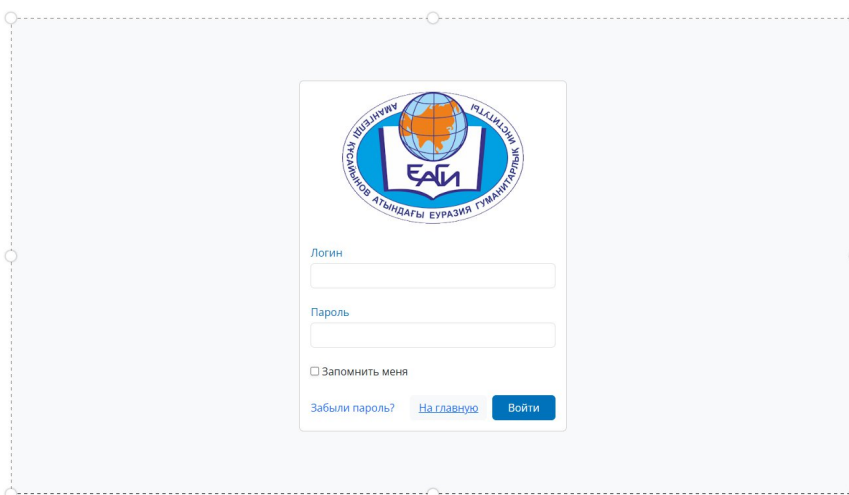 АМАНГЕЛДІ ҚҰСАЙЫНОВ АТЫНДАҒЫ ЕУРАЗИЯ ГУМАНИТАРЛЫҚ ИНСТИТУТЫ
ЕАГИ
Логин
Пароль
Запомнить меня
Забыли пароль? На главную Войти